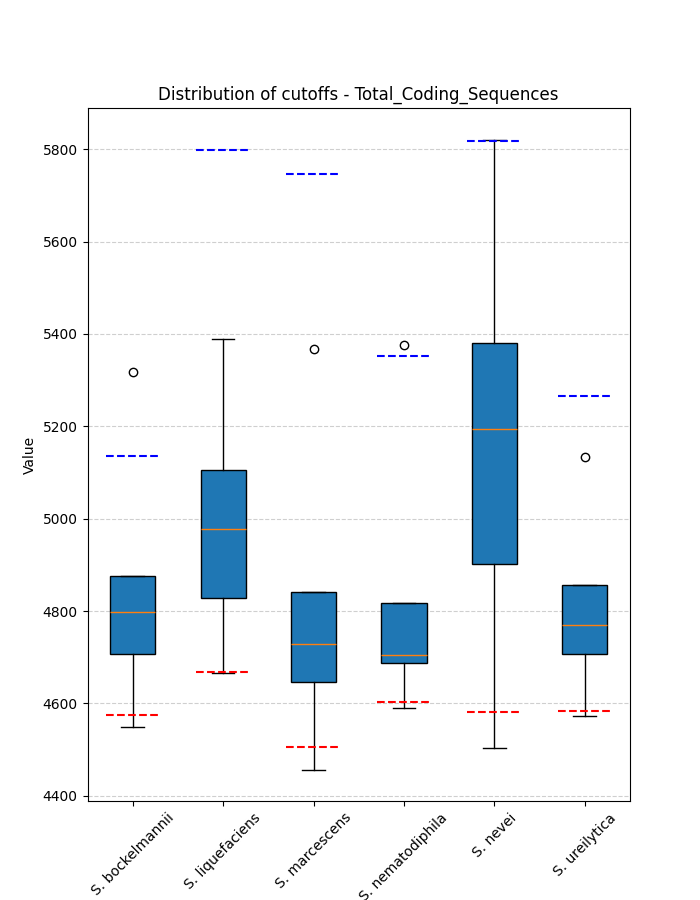 Distribution of cutoffs - Total_Coding_Sequences
5800
5600
5400
5200
5000
4800
4600
4400
Value
S. bockelmannii
S. liquefaciens
S. marcescens
S. nematodiphila
S. nevei
S. ureilytica